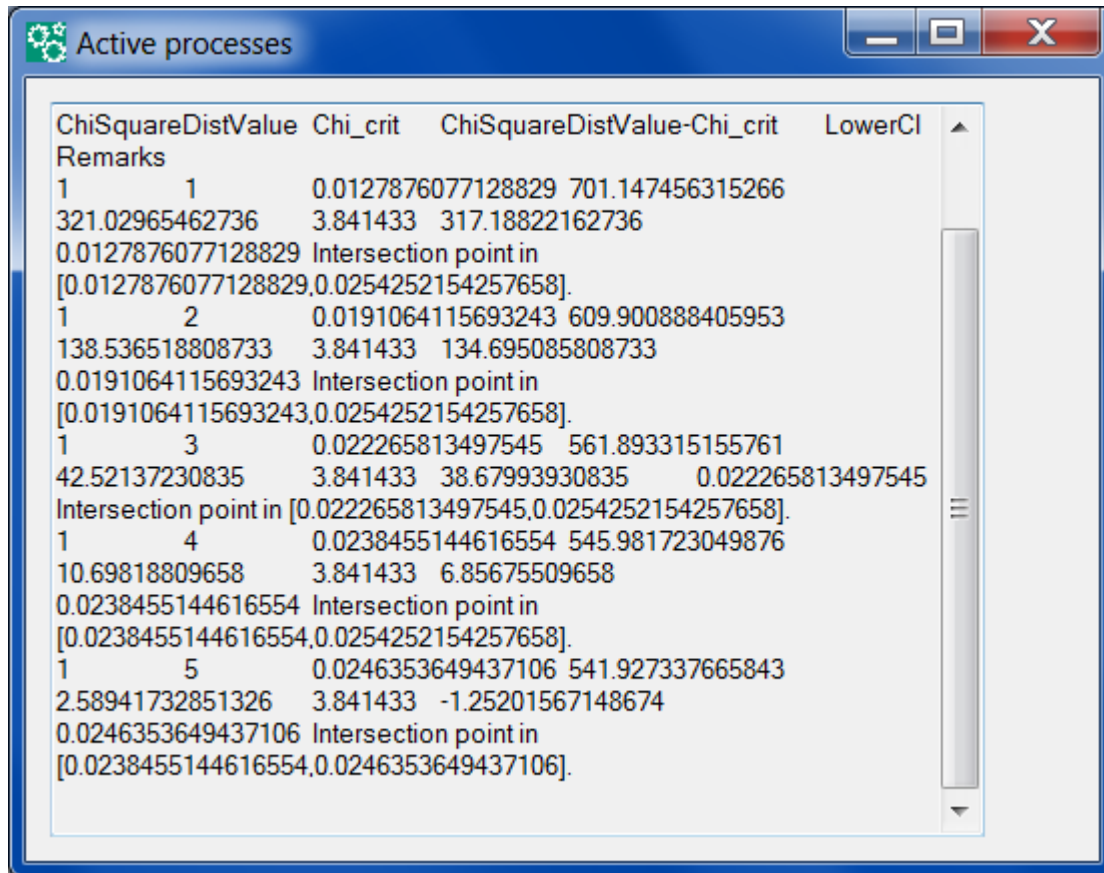 Active processes
ChiSquareDistValue Chi_crit ChiSquareDistValue-Chi_crit LowerCI
Remarks
1 1 0.0127876077128829 701.147456315266
321.02965462736 3.841433 317.18822162736
0.0127876077128829 Intersection point in
[0.0127876077128829,0.0254252154257658].
1 2 0.0191064115693243 609.900888405953
138.536518808733 3.841433 134.695085808733
0.0191064115693243 Intersection point in
[0.0191064115693243,0.0254252154257658].
1 3 0.022265813497545 561.893315155761
42.52137230835 3.841433 38.67993930835 0.022265813497545
Intersection point in [0.022265813497545,0.0254252154257658].
1 4 0.0238455144616554 545.981723049876
10.69818809658 3.841433 6.85675509658
0.0238455144616554 Intersection point in
[0.0238455144616554,0.0254252154257658].
1 5 0.0246353649437106 541.927337665843
2.58941732851326 3.841433 -1.25201567148674
0.0246353649437106 Intersection point in
[0.0238455144616554,0.0246353649437106].